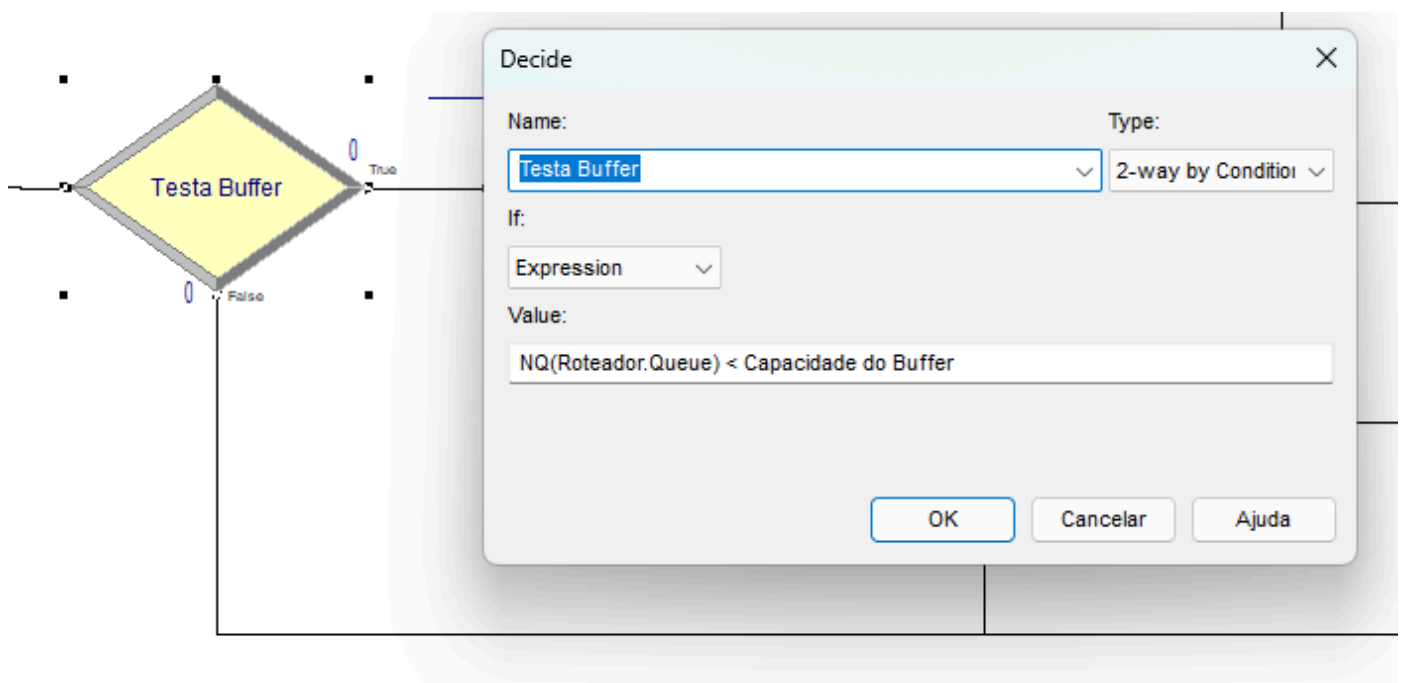 Decide
Name:
Type:
Testa Buffer
2-way by Condition
If:
Expression
Value:
NQ(Roteador.Queue) < Capacidade do Buffer
OK
Cancelar
Ajuda
0
True
Testa Buffer
0
False